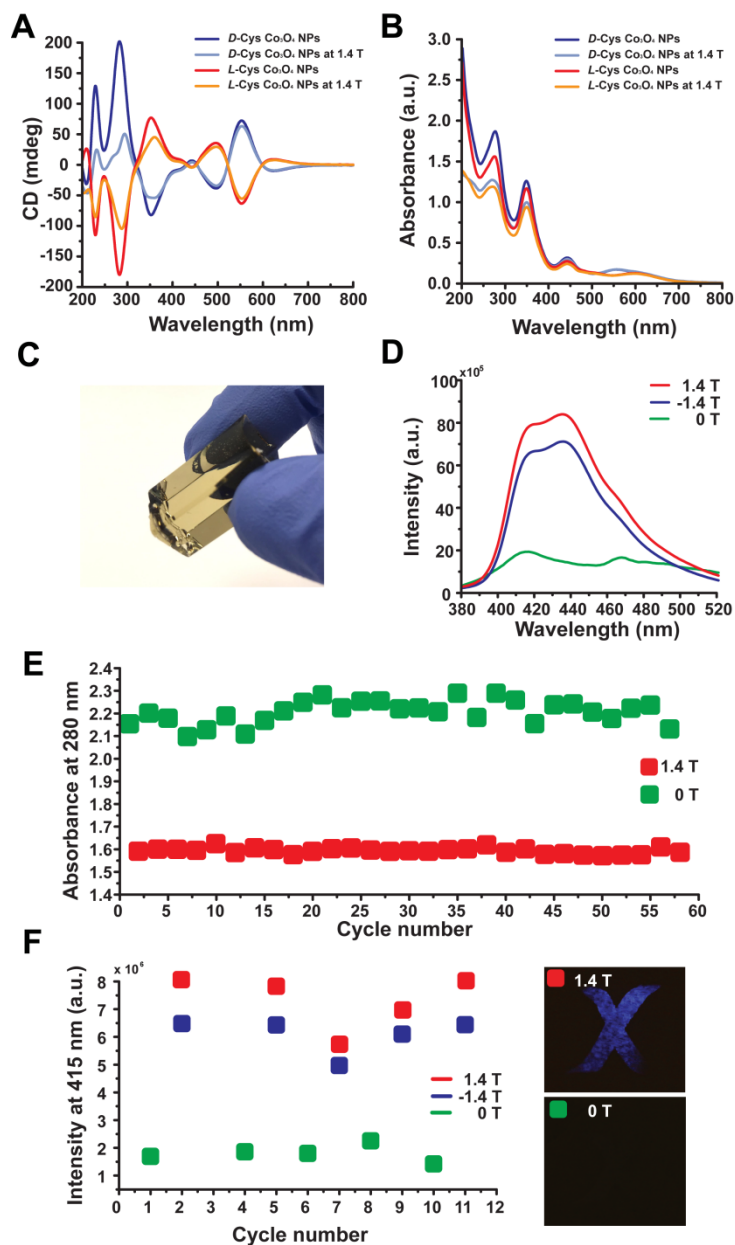 A
D-Cys Co₃O₄ NPs
D-Cys Co₃O₄ NPs at 1.4 T
L-Cys Co₃O₄ NPs
L-Cys Co₃O₄ NPs at 1.4 T
200
150
100
50
0
-50
-100
-150
-200
CD (mdeg)
200 300 400 500 600 700 800
Wavelength (nm)
B
D-Cys Co₃O₄ NPs
D-Cys Co₃O₄ NPs at 1.4 T
L-Cys Co₃O₄ NPs
L-Cys Co₃O₄ NPs at 1.4 T
3.0
2.5
2.0
1.5
1.0
0.5
0.0
Absorbance (a.u.)
200 300 400 500 600 700 800
Wavelength (nm)
C
D
x10⁵
100
80
60
40
20
0
Intensity (a.u.)
1.4 T
-1.4 T
0 T
380 400 420 440 460 480 500 520
Wavelength (nm)
E
2.4
2.3
2.2
2.1
2.0
1.9
1.8
1.7
1.6
1.5
1.4
Absorbance at 280 nm
1.4 T
0 T
0 5 10 15 20 25 30 35 40 45 50 55 60
Cycle number
F
x 10⁶
8
7
6
5
4
3
2
1
Intensity at 415 nm (a.u.)
1.4 T
-1.4 T
0 T
0 1 2 3 4 5 6 7 8 9 10 11 12
Cycle number
1.4 T
X
0 T